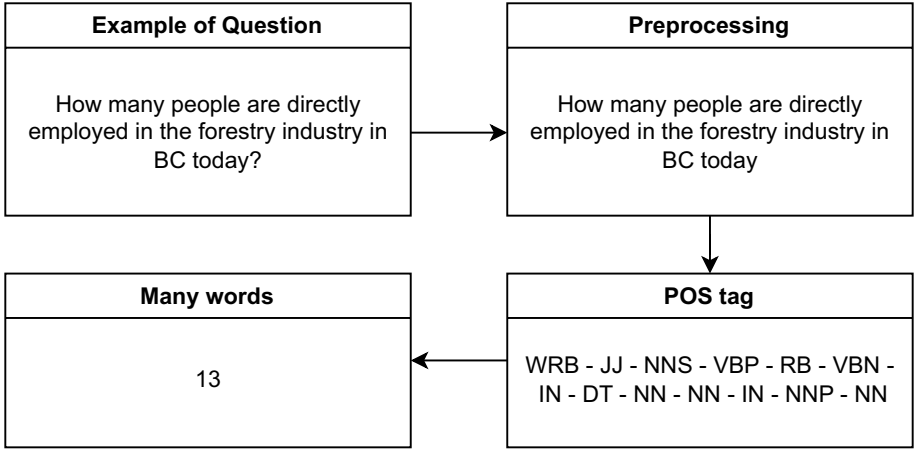 Example of Question
How many people are directly
employed in the forestry industry in
BC today?
Preprocessing
How many people are directly
employed in the forestry industry in
BC today
POS tag
WRB - JJ - NNS - VBP - RB - VBN -
IN - DT - NN - NN - IN - NNP - NN
Many words
13